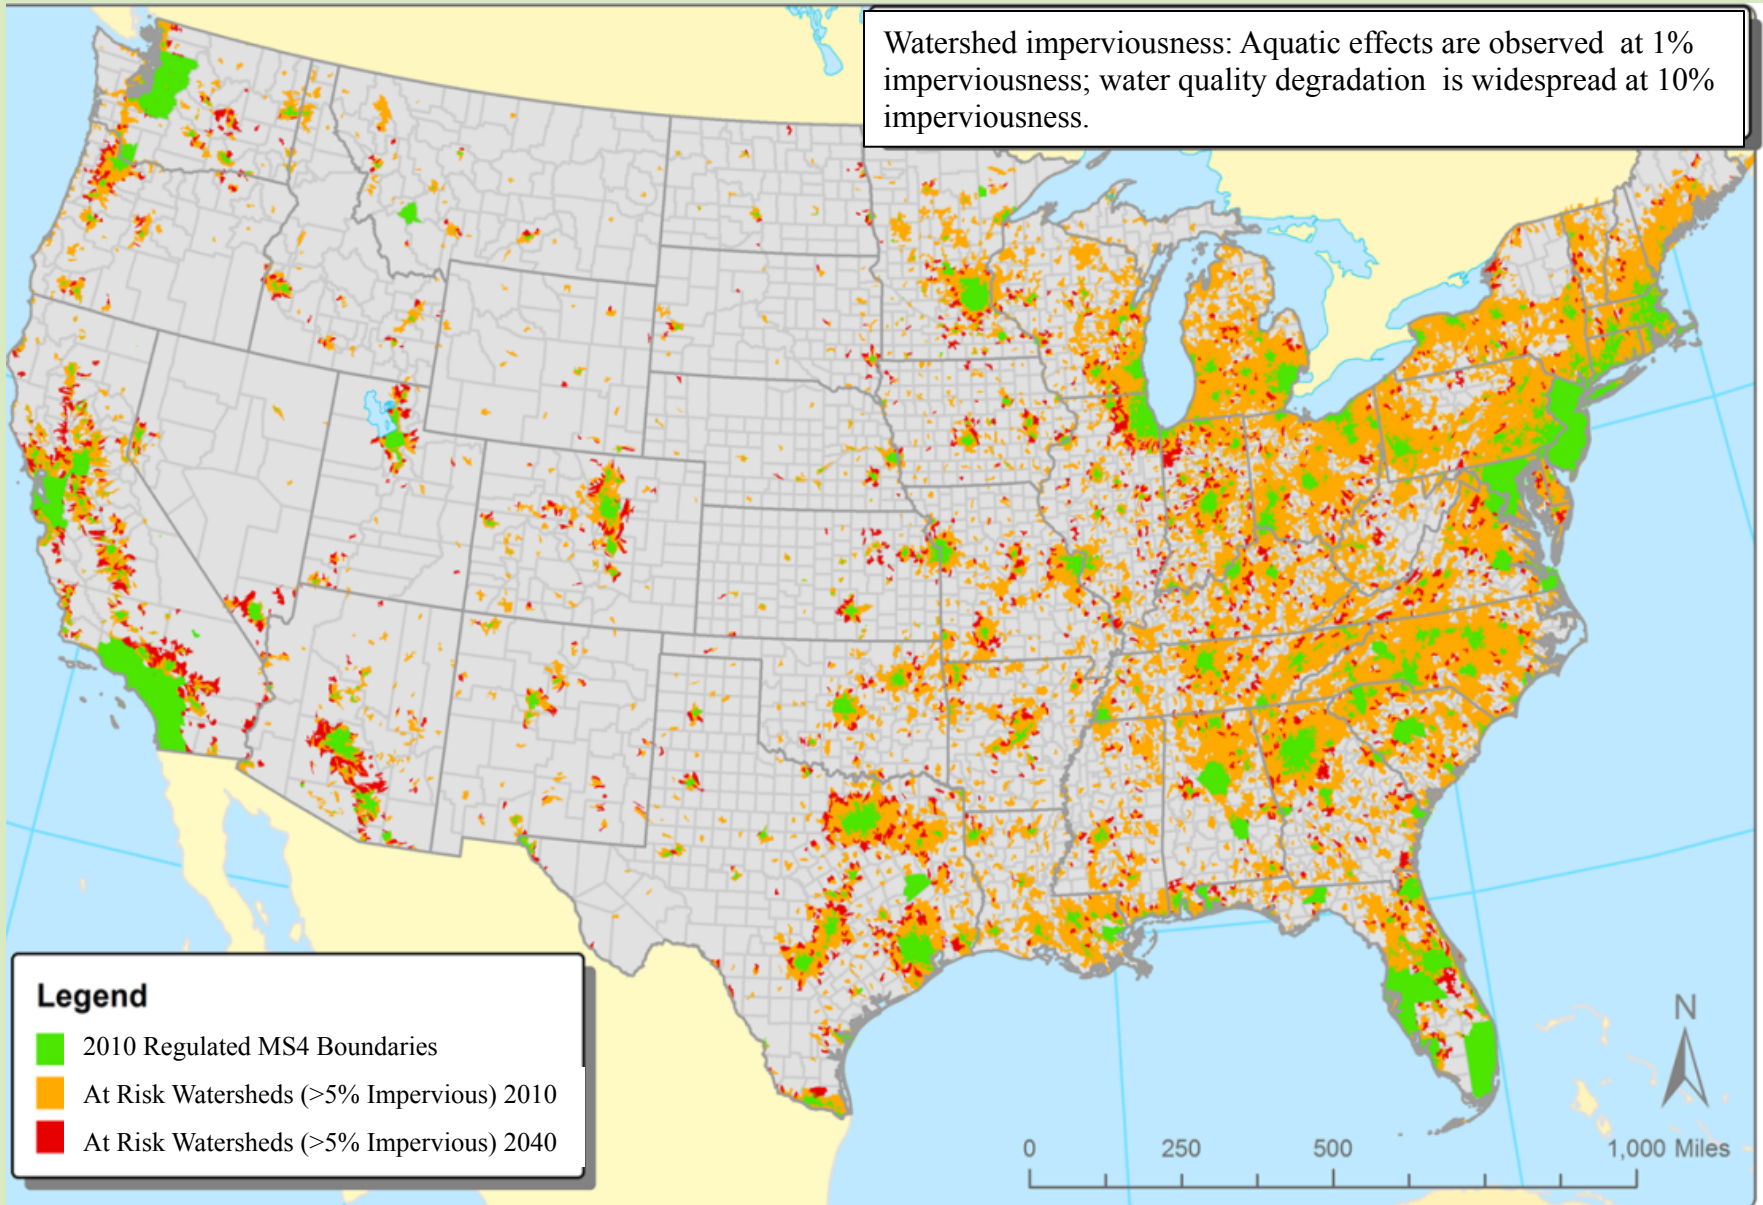 Watershed imperviousness: Aquatic effects are observed at 1%
imperviousness; water quality degradation is widespread at 10%
imperviousness.
Legend
2010 Regulated MS4 Boundaries
At Risk Watersheds (>5% Impervious) 2010
At Risk Watersheds (>5% Impervious) 2040
N
0 250 500 1,000 Miles